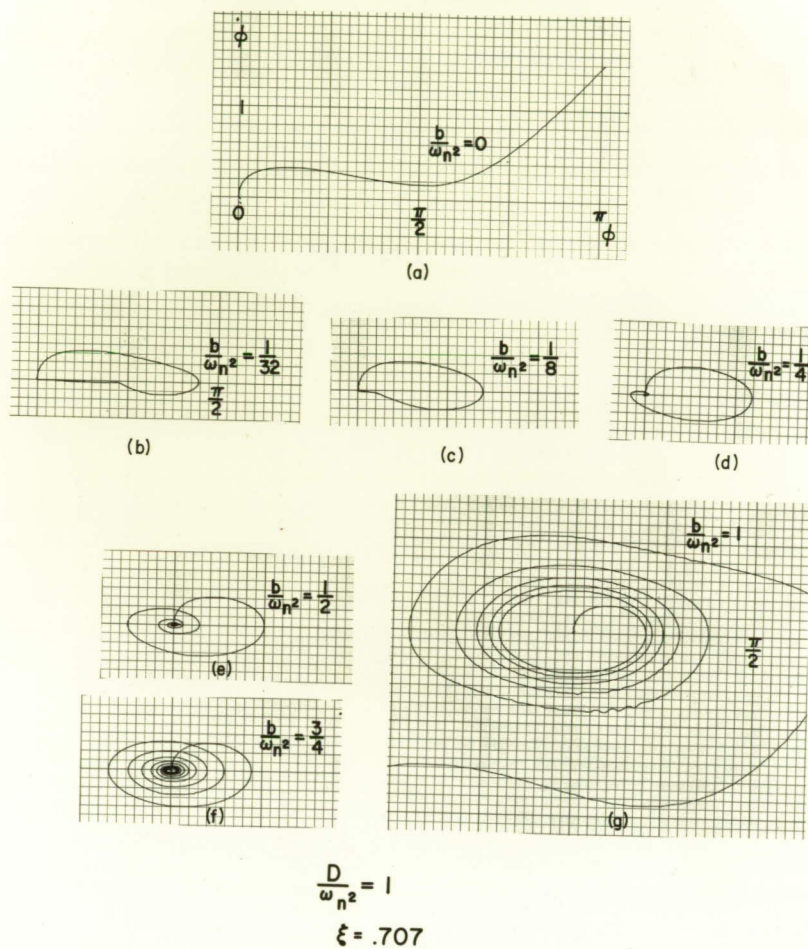 ϕ̇
1
b/ωn² = 0
0 π/2 π
ϕ
(a)
b/ωn² = 1/32
π/2
(b)
b/ωn² = 1/8
(c)
b/ωn² = 1/4
(d)
b/ωn² = 1/2
(e)
b/ωn² = 3/4
(f)
b/ωn² = 1
π/2
(g)
D/ωn² = 1
ξ = .707